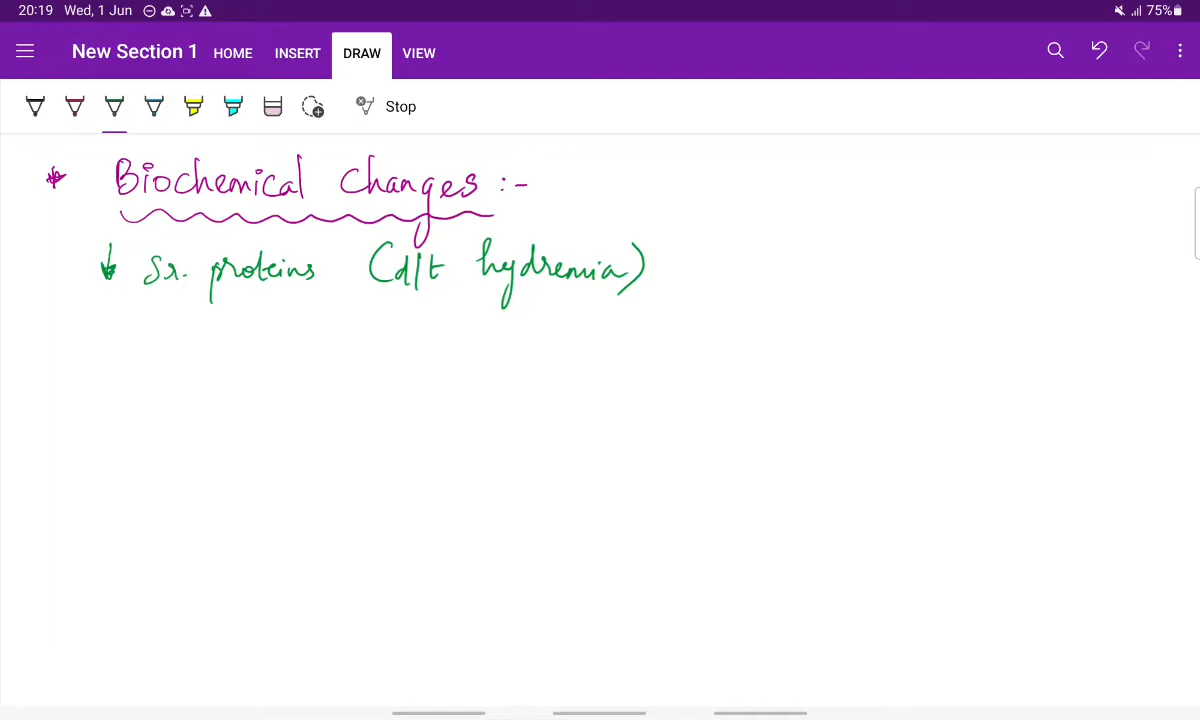 20:19 Wed, 1 Jun 75%
New Section 1 HOME INSERT DRAW VIEW
Stop
* Biochemical Changes :-
↓ Sr. proteins (d/t hydremia)